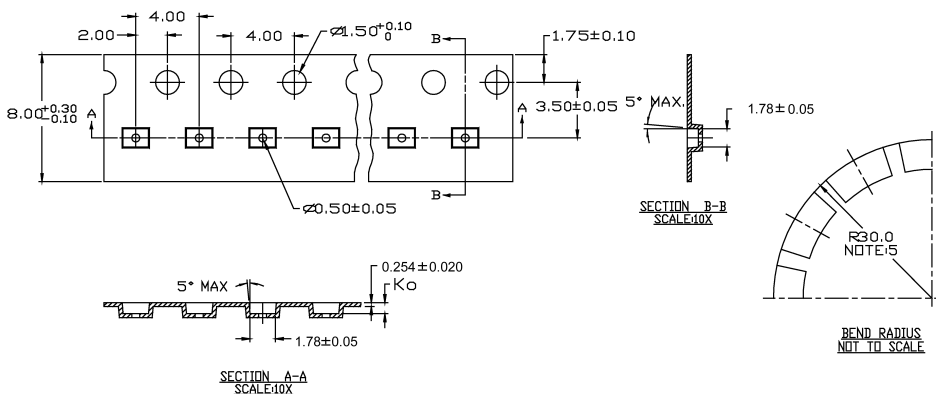 4.00
2.00
4.00
⌀1.50 +0.10 0
B
1.75±0.10
8.00 +0.30 -0.10
A
A
3.50±0.05
5° MAX.
1.78±0.05
B
⌀0.50±0.05
SECTION B-B
SCALE:10X
R30.0
NOTE:5
5° MAX
0.254±0.020
Ko
1.78±0.05
BEND RADIUS
NOT TO SCALE
SECTION A-A
SCALE:10X